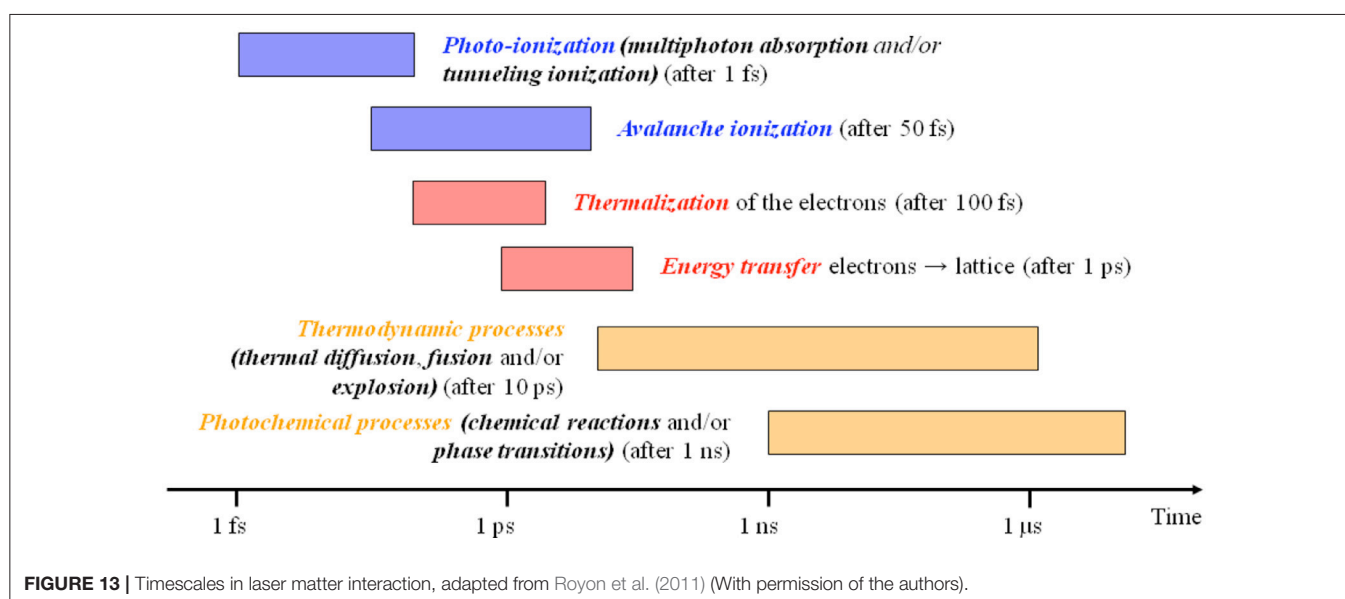 Photo-ionization (multiphoton absorption and/or
tunneling ionization) (after 1 fs)
Avalanche ionization (after 50 fs)
Thermalization of the electrons (after 100 fs)
Energy transfer electrons → lattice (after 1 ps)
Thermodynamic processes
(thermal diffusion, fusion and/or
explosion) (after 10 ps)
Photochemical processes (chemical reactions and/or
phase transitions) (after 1 ns)
1 fs 1 ps 1 ns 1 µs Time
FIGURE 13 | Timescales in laser matter interaction, adapted from Royon et al. (2011) (With permission of the authors).